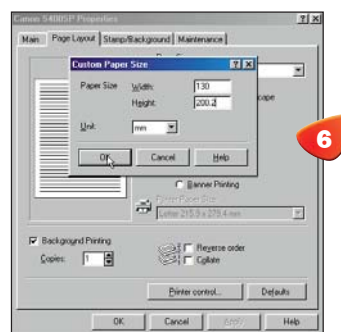 Canon S400SP Properties
Main Page Layout Stamp/Background Maintenance
Custom Paper Size
Paper Size Width: 130
Height: 200.2
Unit: mm
OK Cancel Help
6
Banner Printing
Letter 215.9 x 279.4 mm
Background Printing
Copies: 1
Reverse order
Collate
Printer control... Defaults
OK Cancel Apply Help